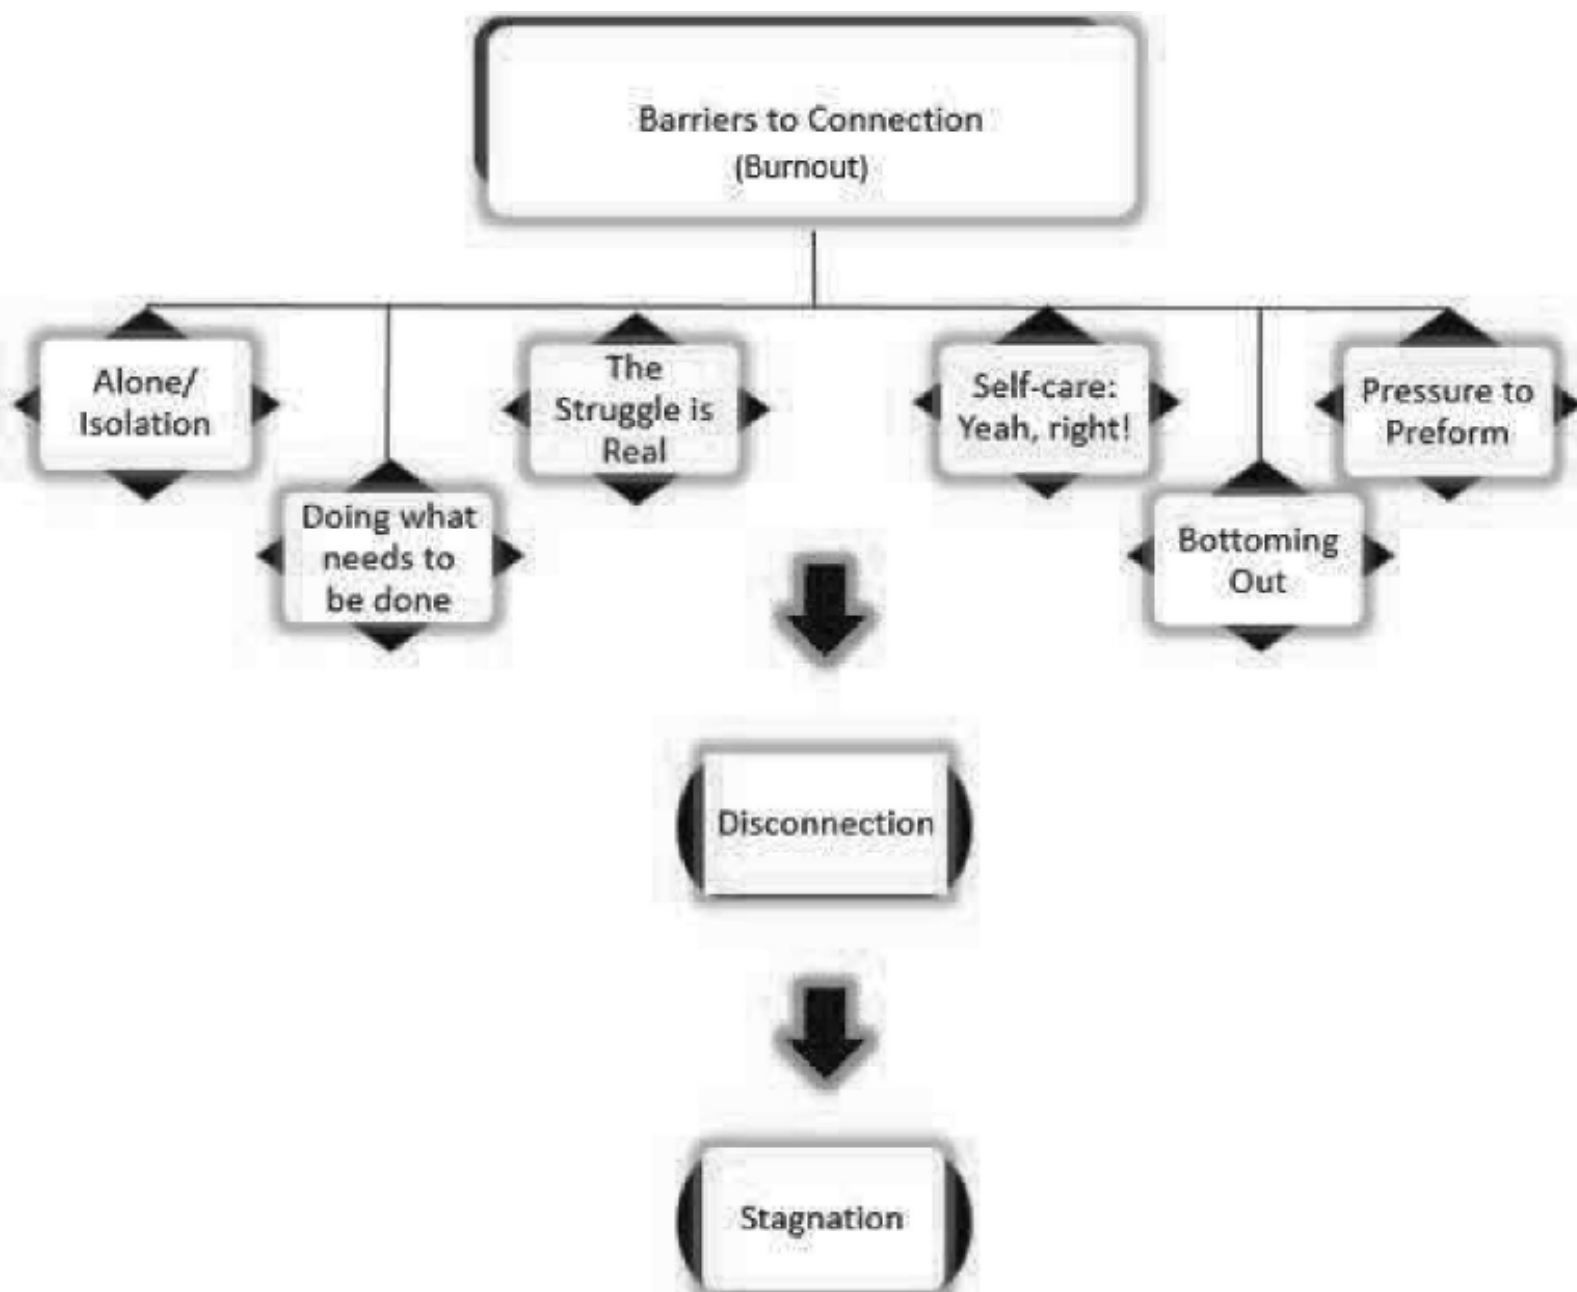 Barriers to Connection
(Burnout)
Alone/
Isolation
Doing what
needs to
be done
The
Struggle is
Real
Self-care:
Yeah, right!
Bottoming
Out
Pressure to
Preform
Disconnection
Stagnation